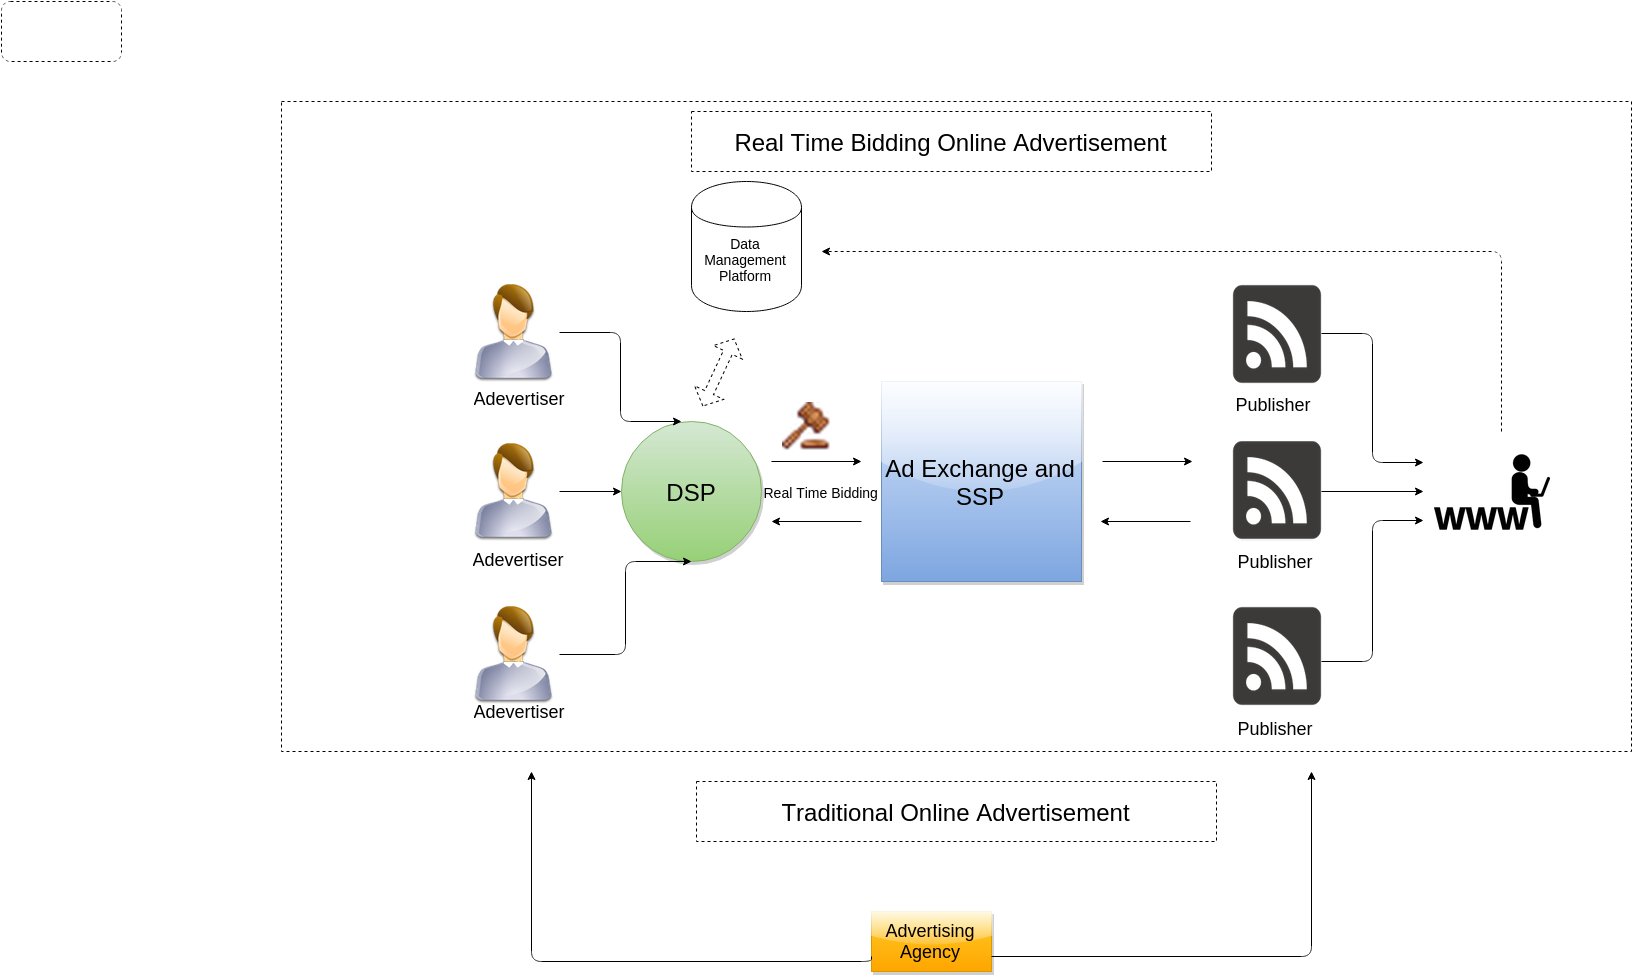 Real Time Bidding Online Advertisement
Data
Management
Platform
Adevertiser
Publisher
DSP
Real Time Bidding
Ad Exchange and
SSP
www
Adevertiser
Publisher
Adevertiser
Publisher
Traditional Online Advertisement
Advertising
Agency